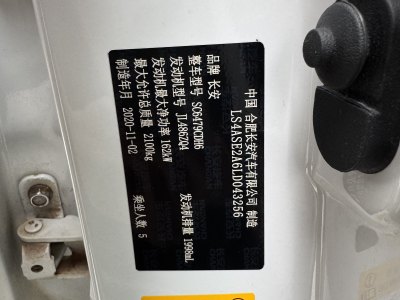 中国 合肥长安汽车有限公司 制造
LS4ASE2A6LD043256
品牌 长安
整车型号 SC6479CDH6
发动机型号 JL486ZQ4 发动机排量 1998mL
发动机最大净功率 162kW
最大允许总质量 2100kg
制造年月 2020-11-02 乘坐人数 5